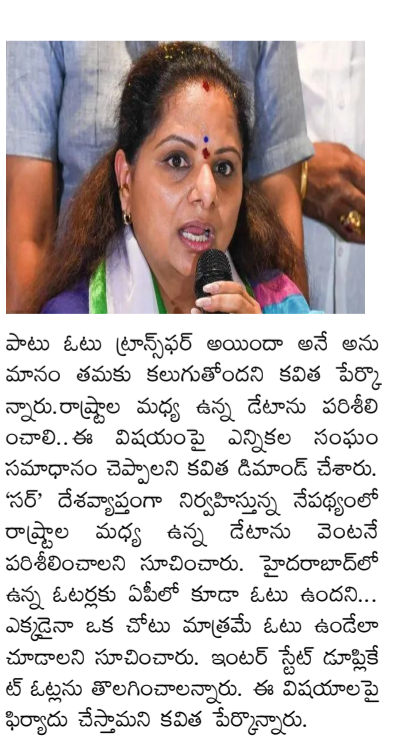 పాటు ఓటు ట్రాన్స్‌ఫర్ అయిందా అనే అను
మానం తమకు కలుగుతోందని కవిత పేర్కొ
న్నారు.రాష్ట్రాల మధ్య ఉన్న డేటాను పరిశీలి
ంచాలి..ఈ విషయంపై ఎన్నికల సంఘం
సమాధానం చెప్పాలని కవిత డిమాండ్ చేశారు.
‘సర్’ దేశవ్యాప్తంగా నిర్వహిస్తున్న నేపథ్యంలో
రాష్ట్రాల మధ్య ఉన్న డేటాను వెంటనే
పరిశీలించాలని సూచించారు. హైదరాబాద్‌లో
ఉన్న ఓటర్లకు ఏపీలో కూడా ఓటు ఉందని...
ఎక్కడైనా ఒక చోటు మాత్రమే ఓటు ఉండేలా
చూడాలని సూచించారు. ఇంటర్ స్టేట్ డూప్లికే
ట్ ఓట్లను తొలగించాలన్నారు. ఈ విషయాలపై
ఫిర్యాదు చేస్తామని కవిత పేర్కొన్నారు.